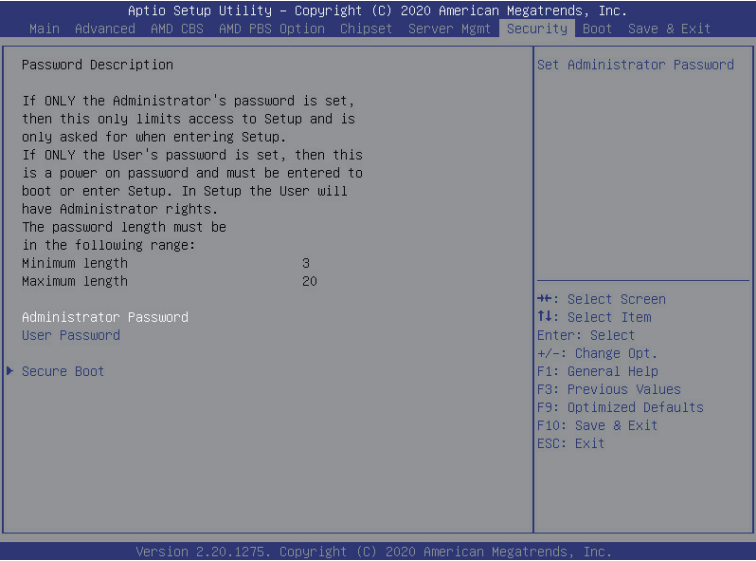 Aptio Setup Utility – Copyright (C) 2020 American Megatrends, Inc.
Main Advanced AMD CBS AMD PBS Option Chipset Server Mgmt Security Boot Save & Exit
Password Description
If ONLY the Administrator's password is set,
then this only limits access to Setup and is
only asked for when entering Setup.
If ONLY the User's password is set, then this
is a power on password and must be entered to
boot or enter Setup. In Setup the User will
have Administrator rights.
The password length must be
in the following range:
Minimum length 3
Maximum length 20
Administrator Password
User Password
Secure Boot
Set Administrator Password
→←: Select Screen
↑↓: Select Item
Enter: Select
+/-: Change Opt.
F1: General Help
F3: Previous Values
F9: Optimized Defaults
F10: Save & Exit
ESC: Exit
Version 2.20.1275. Copyright (C) 2020 American Megatrends, Inc.